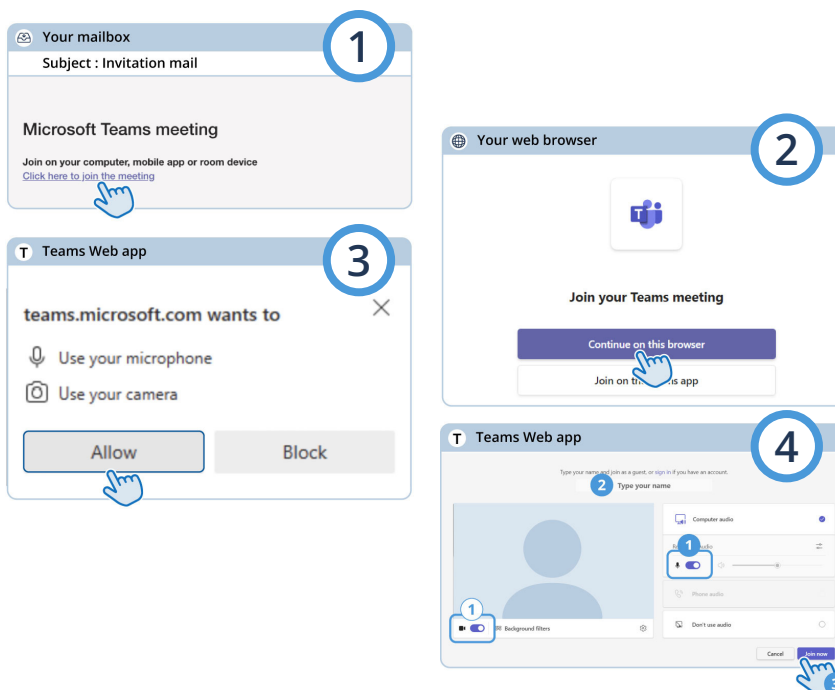 Your mailbox
1
Subject : Invitation mail
Microsoft Teams meeting
Join on your computer, mobile app or room device
Click here to join the meeting
Your web browser
2
T
Join your Teams meeting
Continue on this browser
Join on s app
T Teams Web app
3
teams.microsoft.com wants to
Use your microphone
Use your camera
Allow
Block
T Teams Web app
4
Type your name and join as a guest, or sign in if you have an account.
2 Type your name
Computer audio
1
audio
Phone audio
Don't use audio
1
Background filters
Cancel
Join now